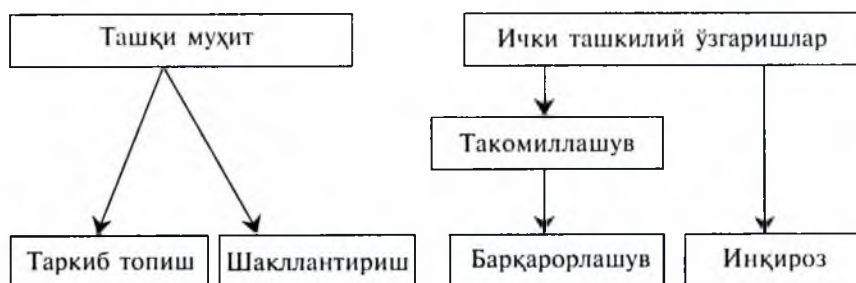 Ташқи муҳит
Ички ташкилий ўзгаришлар
Такомиллашув
Таркиб топиш
Шакллантириш
Барқарорлашув
Инқироз